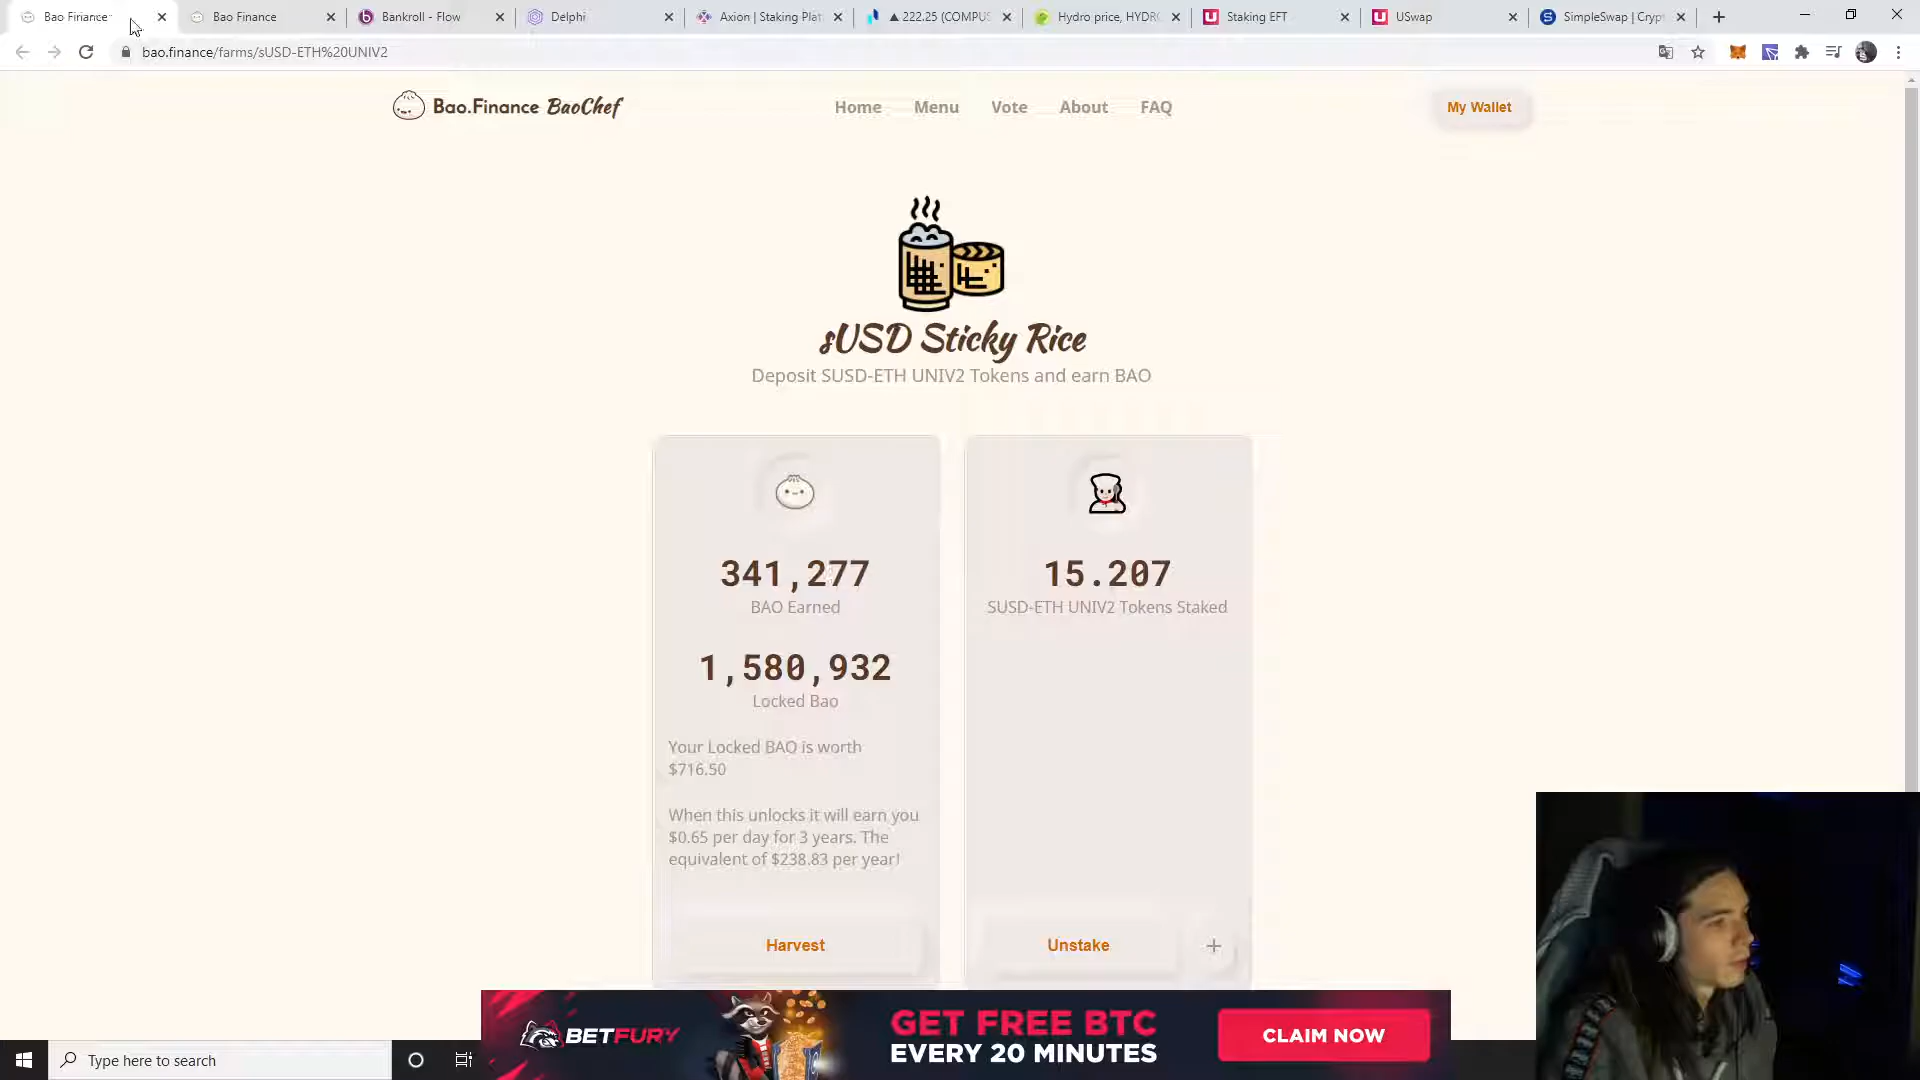 Bao Finance
Bao Finance
Bankroll - Flow
Delphi
Axion | Staking Plat
▲ 222.25 (COMPUS
Hydro price, HYDRO
Staking EFT
USwap
SimpleSwap | Crypt
bao.finance/farms/sUSD-ETH%20UNIV2
Bao.Finance BaoChef
Home
Menu
Vote
About
FAQ
My Wallet
sUSD Sticky Rice
Deposit SUSD-ETH UNIV2 Tokens and earn BAO
341,277
BAO Earned
1,580,932
Locked Bao
Your Locked BAO is worth
$716.50
When this unlocks it will earn you
$0.65 per day for 3 years. The
equivalent of $238.83 per year!
Harvest
15.207
SUSD-ETH UNIV2 Tokens Staked
Unstake
+
BETFURY
GET FREE BTC
EVERY 20 MINUTES
CLAIM NOW
Type here to search